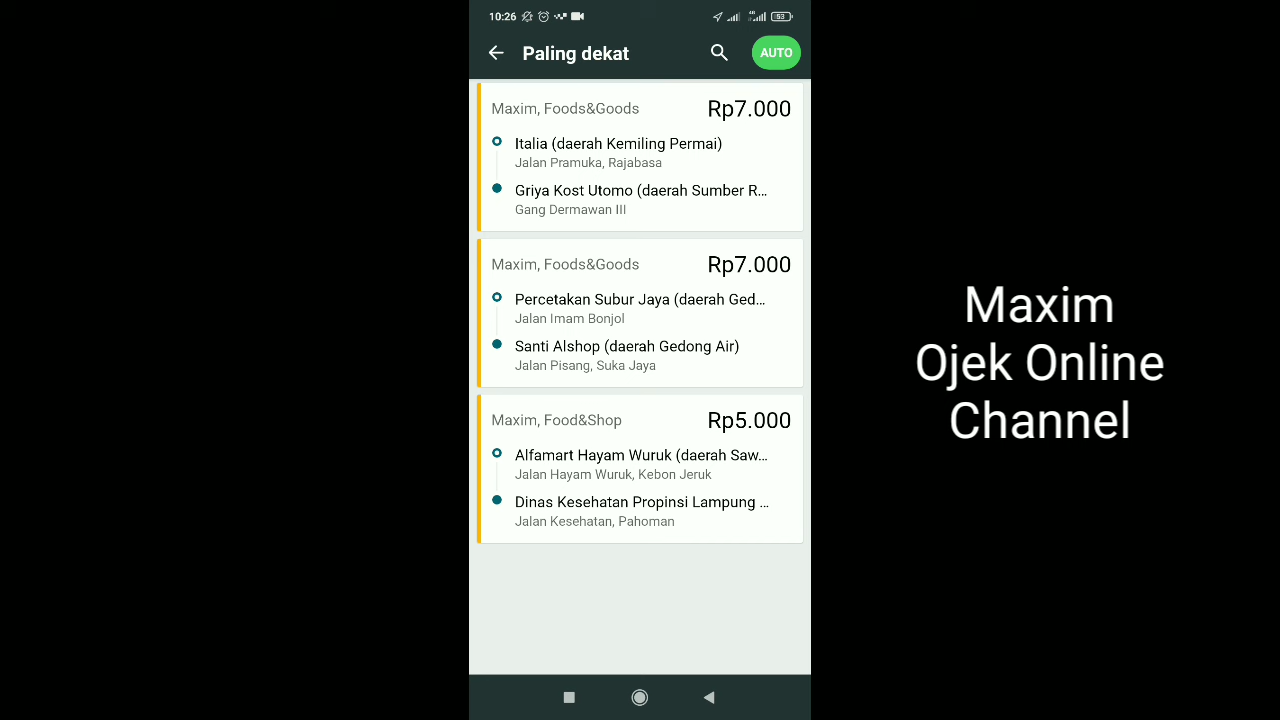 10:26
4G
53
Paling dekat
AUTO
Maxim, Foods&Goods
Rp7.000
Italia (daerah Kemiling Permai)
Jalan Pramuka, Rajabasa
Griya Kost Utomo (daerah Sumber R...
Gang Dermawan III
Maxim, Foods&Goods
Rp7.000
Percetakan Subur Jaya (daerah Ged...
Jalan Imam Bonjol
Santi Alshop (daerah Gedong Air)
Jalan Pisang, Suka Jaya
Maxim, Food&Shop
Rp5.000
Alfamart Hayam Wuruk (daerah Saw...
Jalan Hayam Wuruk, Kebon Jeruk
Dinas Kesehatan Propinsi Lampung ...
Jalan Kesehatan, Pahoman
Maxim
Ojek Online
Channel